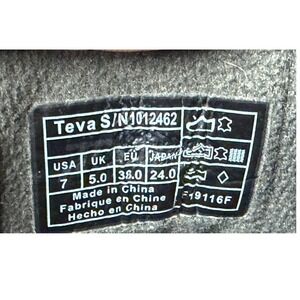 Teva S/N1012462
USA UK EU JAPAN
7 5.0 38.0 24.0
Made in China
Fabrique en Chine
Hecho en China